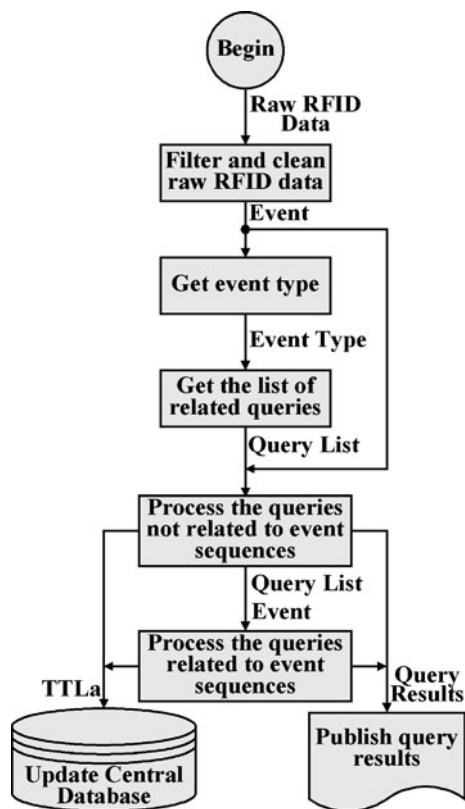 Begin
Raw RFID
Data
Filter and clean
raw RFID data
Event
Get event type
Event Type
Get the list of
related queries
Query List
Process the queries
not related to event
sequences
Query List
Event
Process the queries
related to event
sequences
TTLa
Query
Results
Update Central
Database
Publish query
results